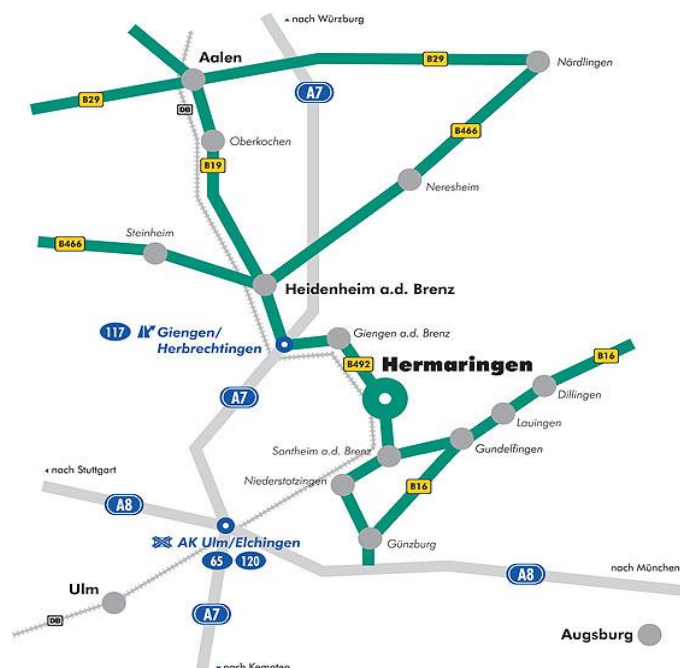 nach Würzburg
Aalen
B29
Nördlingen
B29
A7
DB
B466
Oberkochen
B19
Neresheim
Steinheim
B466
Heidenheim a.d. Brenz
117 Giengen/
Herbrechtingen
Giengen a.d. Brenz
B16
B492
Hermaringen
A7
Dillingen
Lauingen
Gundelfingen
Sontheim a.d. Brenz
nach Stuttgart
Niederstotzingen
B16
A8
AK Ulm/Elchingen
65 120
Günzburg
nach München
A8
Ulm
A7
DB
Augsburg
nach Kempten